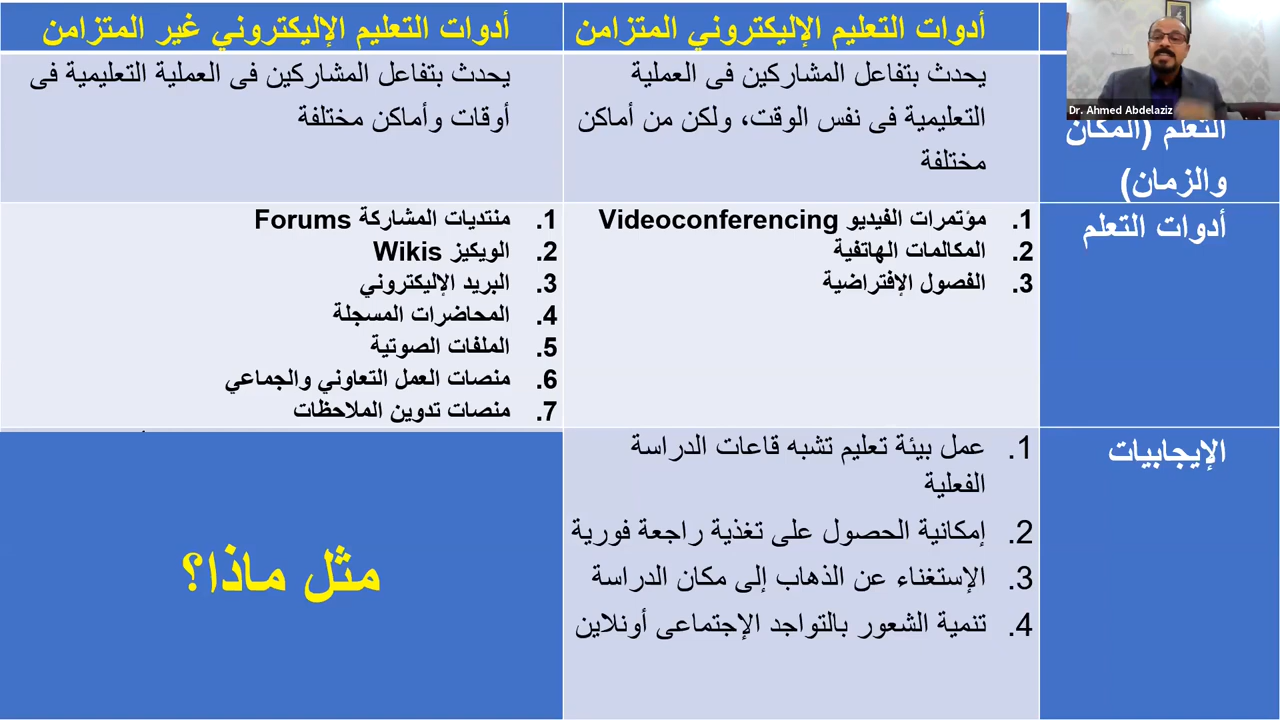 أدوات التعليم الإليكتروني المتزامن
أدوات التعليم الإليكتروني غير المتزامن
Dr. Ahmed Abdelaziz
التعلم (المكان
والزمان)
يحدث بتفاعل المشاركين فى العملية
التعليمية فى نفس الوقت، ولكن من أماكن
مختلفة
يحدث بتفاعل المشاركين فى العملية التعليمية فى
أوقات وأماكن مختلفة
أدوات التعلم
1. مؤتمرات الفيديو Videoconferencing
2. المكالمات الهاتفية
3. الفصول الإفتراضية
1. منتديات المشاركة Forums
2. الويكيز Wikis
3. البريد الإليكتروني
4. المحاضرات المسجلة
5. الملفات الصوتية
6. منصات العمل التعاوني والجماعي
7. منصات تدوين الملاحظات
الإيجابيات
1. عمل بيئة تعليم تشبه قاعات الدراسة
الفعلية
2. إمكانية الحصول على تغذية راجعة فورية
3. الإستغناء عن الذهاب إلى مكان الدراسة
4. تنمية الشعور بالتواجد الإجتماعى أونلاين
مثل ماذا؟